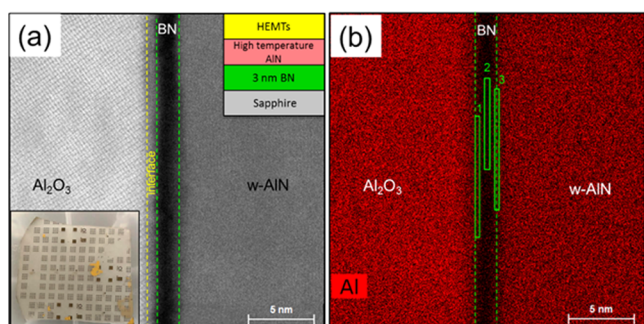 (a)
BN
HEMTs
High temperature
AlN
3 nm BN
Sapphire
interface
Al₂O₃
w-AlN
5 nm
(b)
BN
2
3
1
Al₂O₃
w-AlN
Al
5 nm